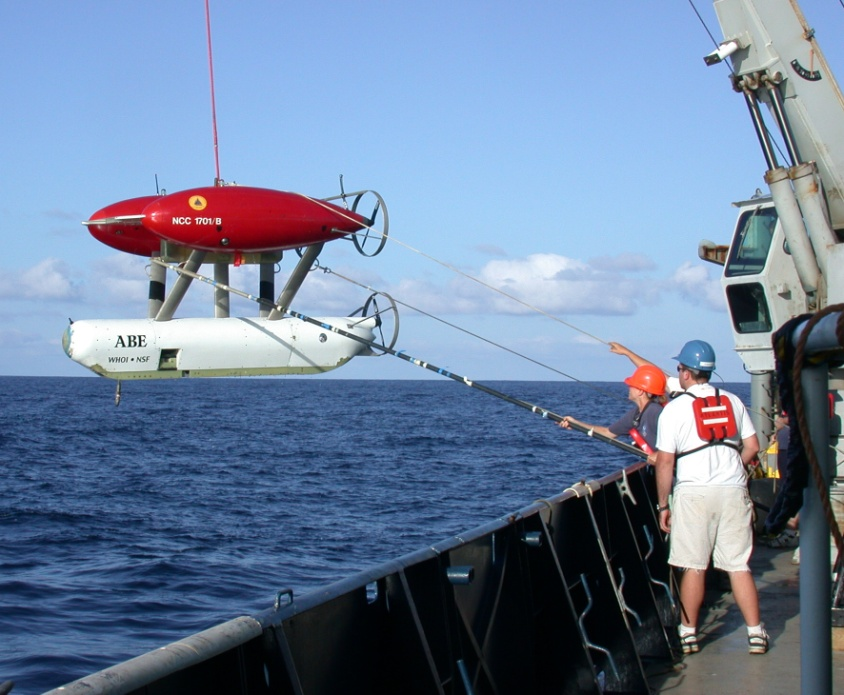 NCC 1701/B
ABE
WHOI • NSF